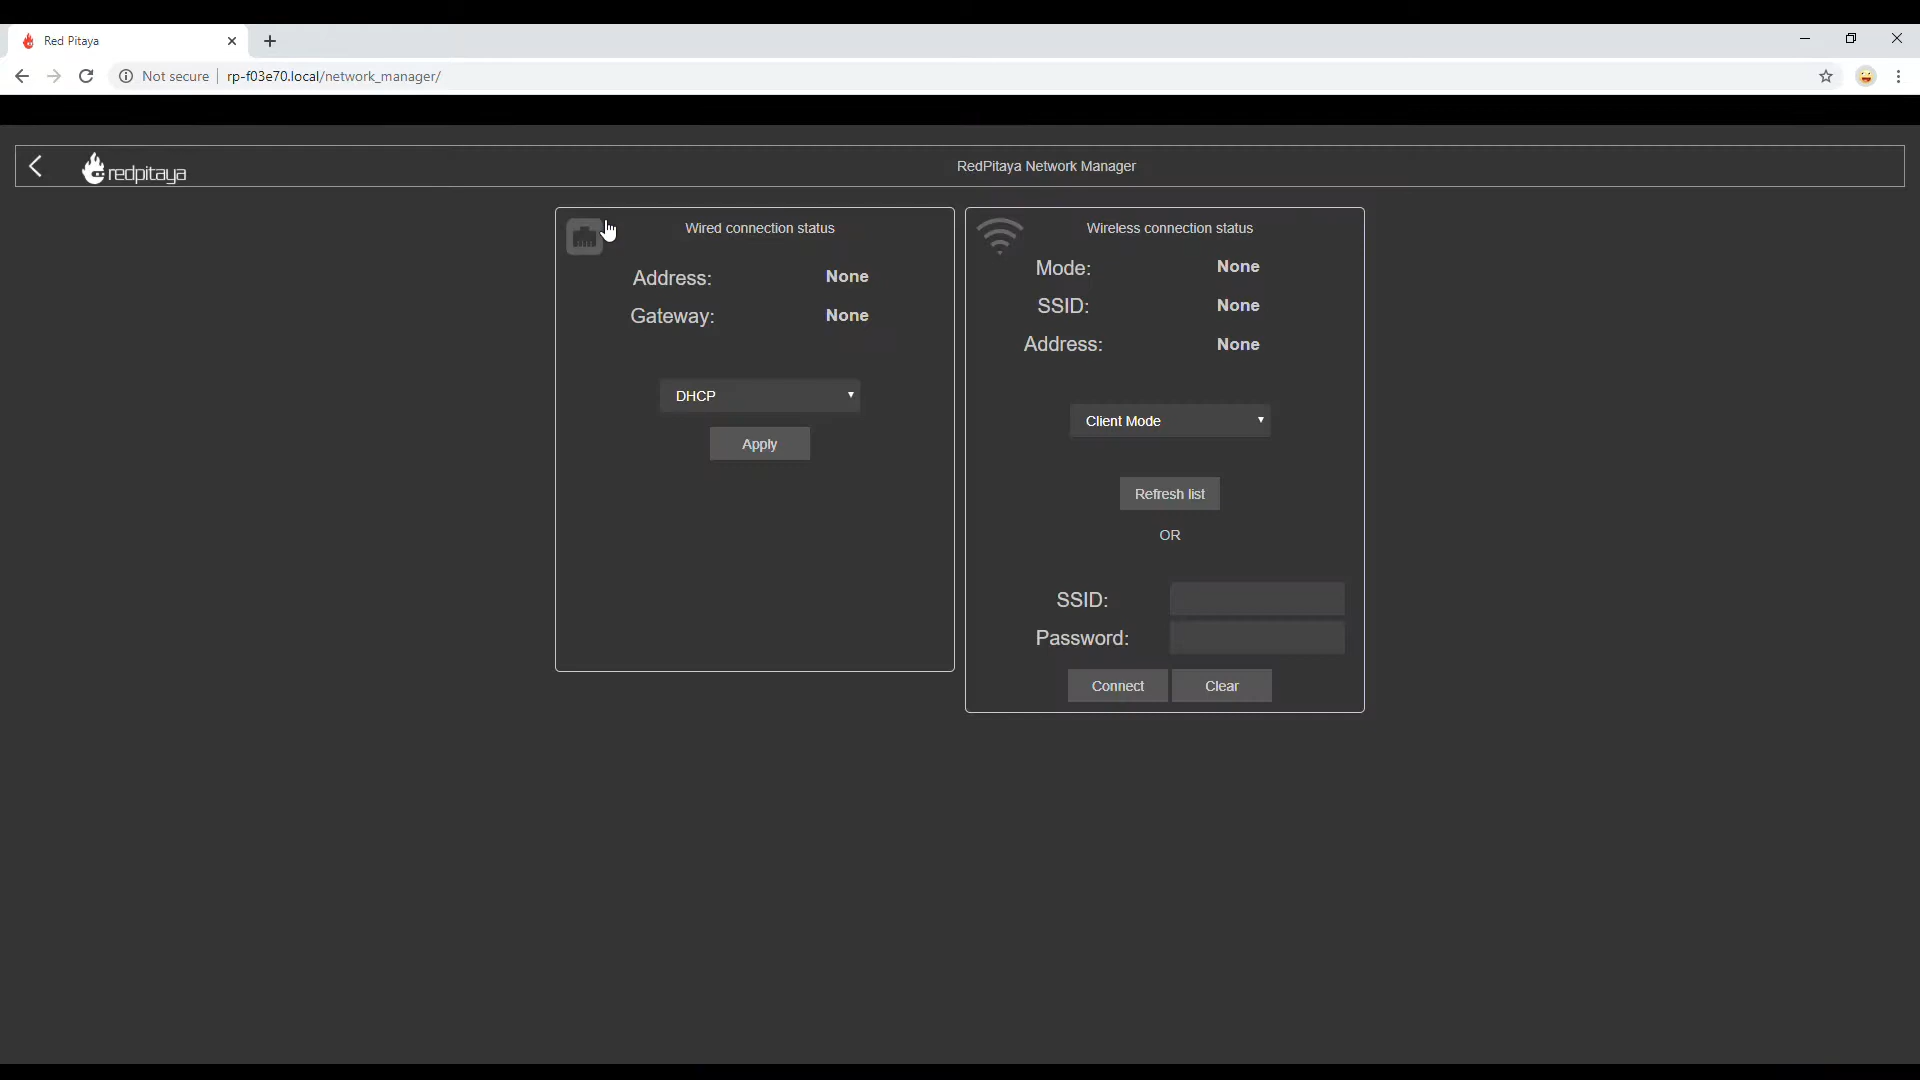 Red Pitaya
Not secure rp-f03e70.local/network_manager/
redpitaya
RedPitaya Network Manager
Wired connection status
Address: None
Gateway: None
DHCP
Apply
Wireless connection status
Mode: None
SSID: None
Address: None
Client Mode
Refresh list
OR
SSID:
Password:
Connect Clear